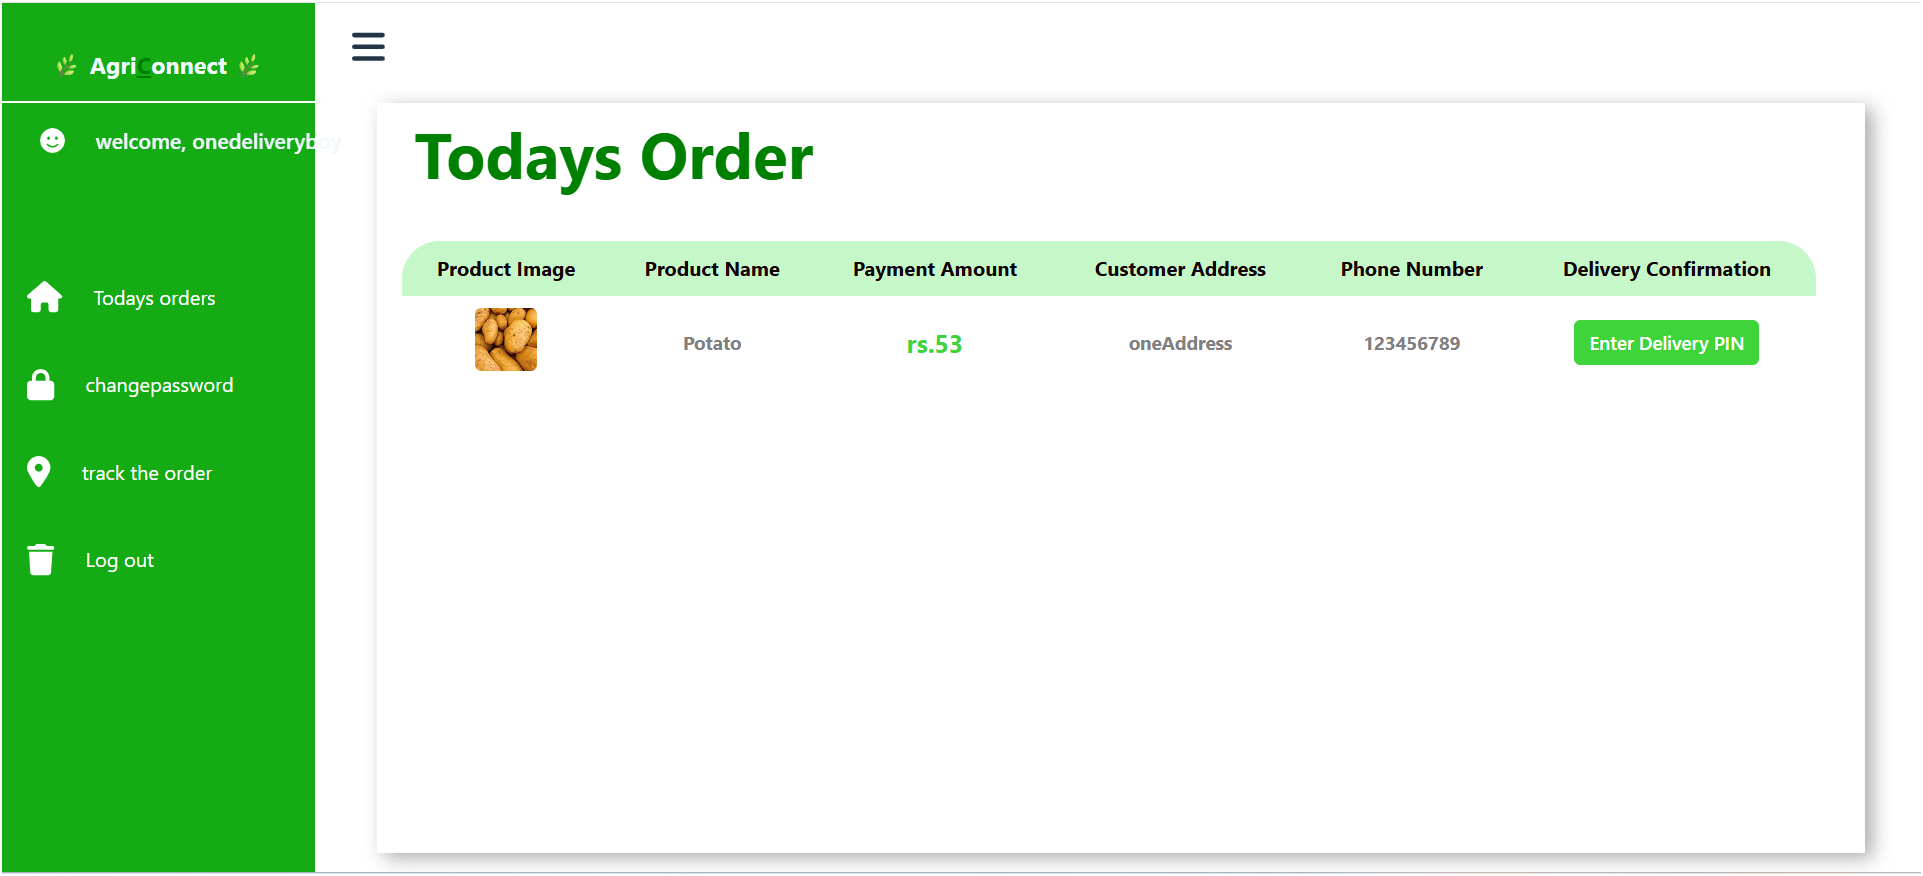 AgriConnect
welcome, onedeliveryboy
Todays orders
changepassword
track the order
Log out
Todays Order
Product Image Product Name Payment Amount Customer Address Phone Number Delivery Confirmation
Potato rs.53 oneAddress 123456789 Enter Delivery PIN